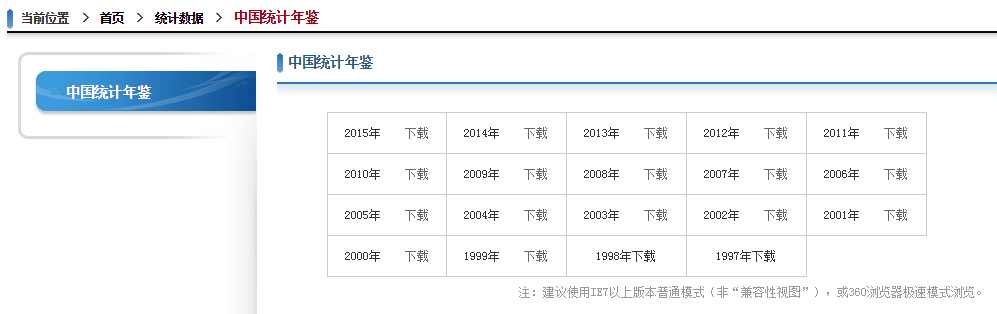 当前位置 > 首页 > 统计数据 > 中国统计年鉴
中国统计年鉴
中国统计年鉴
2015年 下载 2014年 下载 2013年 下载 2012年 下载 2011年 下载
2010年 下载 2009年 下载 2008年 下载 2007年 下载 2006年 下载
2005年 下载 2004年 下载 2003年 下载 2002年 下载 2001年 下载
2000年 下载 1999年 下载 1998年下载 1997年下载
注：建议使用IE7以上版本普通模式（非“兼容性视图”），或360浏览器极速模式浏览。